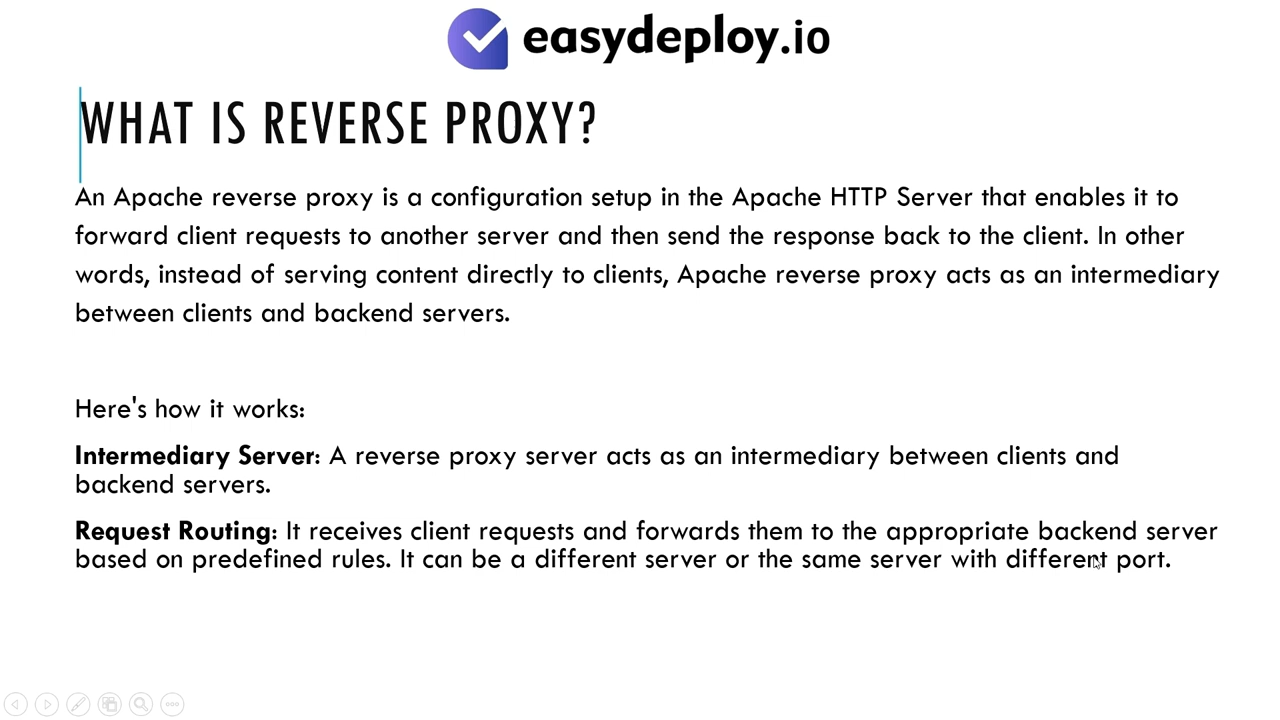 easydeploy.io
WHAT IS REVERSE PROXY?
An Apache reverse proxy is a configuration setup in the Apache HTTP Server that enables it to
forward client requests to another server and then send the response back to the client. In other
words, instead of serving content directly to clients, Apache reverse proxy acts as an intermediary
between clients and backend servers.
Here's how it works:
Intermediary Server: A reverse proxy server acts as an intermediary between clients and
backend servers.
Request Routing: It receives client requests and forwards them to the appropriate backend server
based on predefined rules. It can be a different server or the same server with different port.